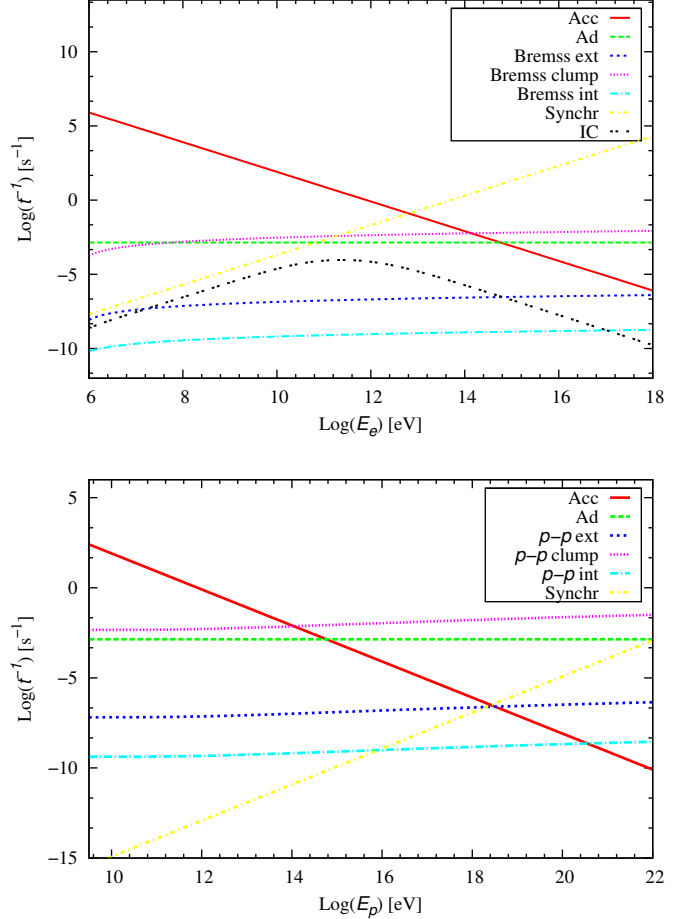 10
5
0
−5
−10
Log(t⁻¹) [s⁻¹]
Acc
Ad
Bremss ext
Bremss clump
Bremss int
Synchr
IC
6 8 10 12 14 16 18
Log(Eₑ) [eV]
5
0
−5
−10
−15
Log(t⁻¹) [s⁻¹]
Acc
Ad
p−p ext
p−p clump
p−p int
Synchr
10 12 14 16 18 20 22
Log(Eₚ) [eV]